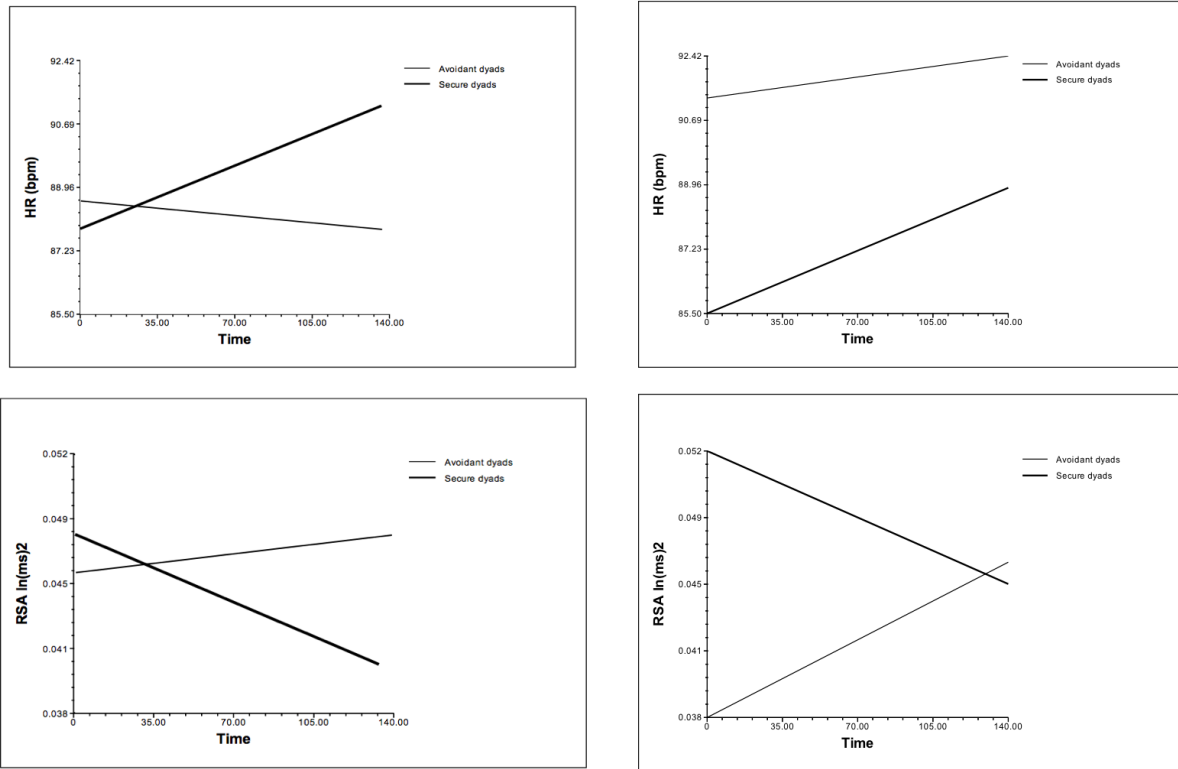 92.42
90.69
88.96
87.23
85.50
HR (bpm)
0 35.00 70.00 105.00 140.00
Time
Avoidant dyads
Secure dyads
92.42
90.69
88.96
87.23
85.50
HR (bpm)
0 35.00 70.00 105.00 140.00
Time
Avoidant dyads
Secure dyads
0.052
0.049
0.045
0.041
0.038
RSA ln(ms)2
0 35.00 70.00 105.00 140.00
Time
Avoidant dyads
Secure dyads
0.052
0.049
0.045
0.041
0.038
RSA ln(ms)2
0 35.00 70.00 105.00 140.00
Time
Avoidant dyads
Secure dyads